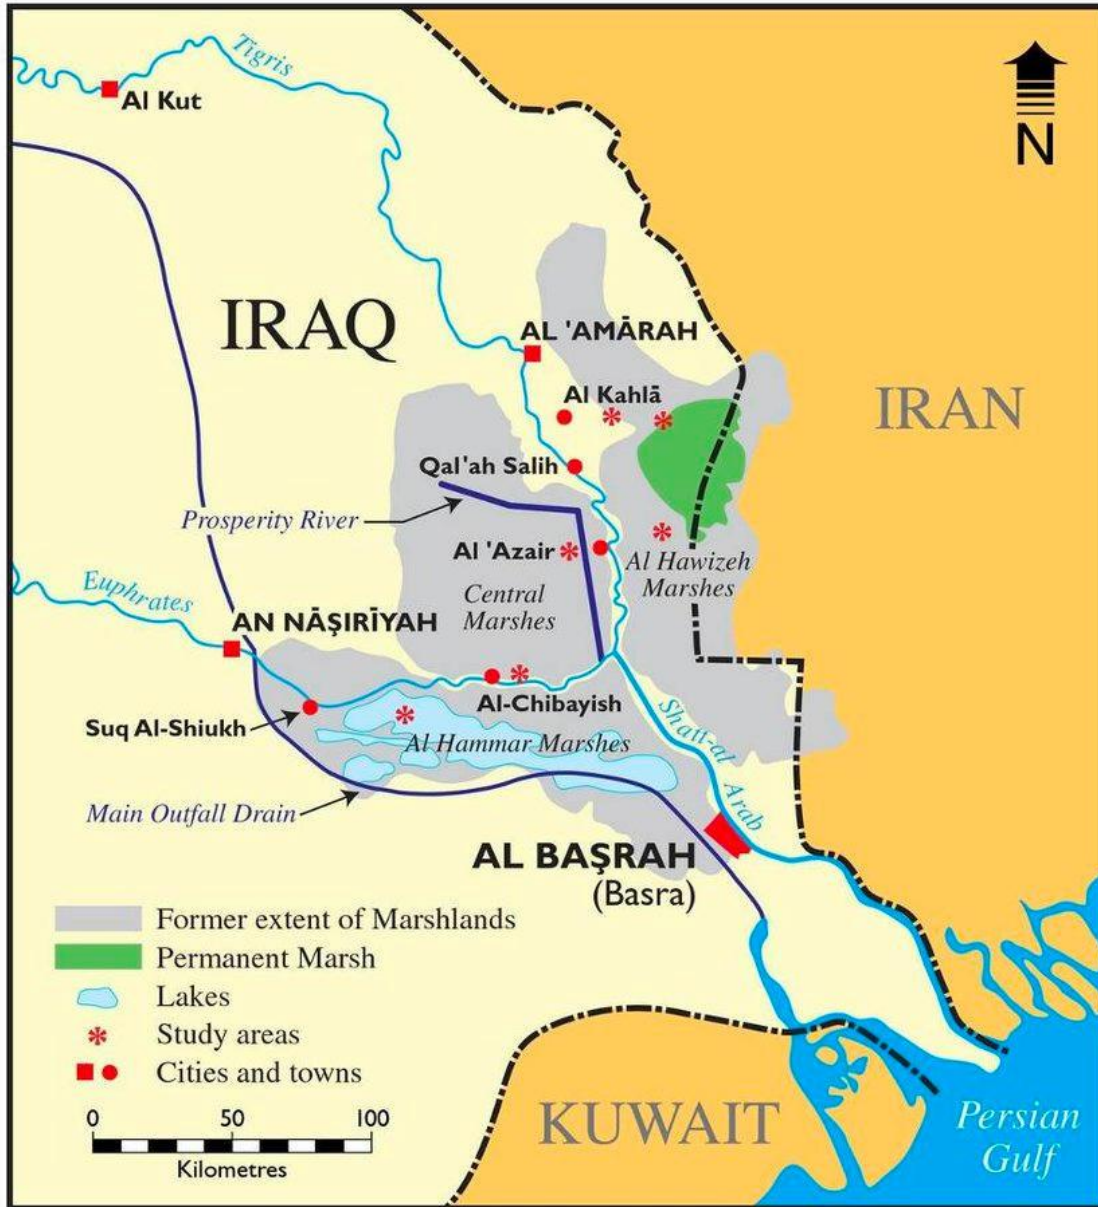 Tigris
Al Kut
N
IRAQ
AL 'AMĀRAH
Al Kahlā
IRAN
Qal'ah Salih
Prosperity River
Al 'Azair
Al Hawizeh
Marshes
Central
Marshes
Euphrates
AN NĀŞIRĪYAH
Al-Chibayish
Suq Al-Shiukh
Al Hammar Marshes
Shatt-al
Arab
Main Outfall Drain
AL BAŞRAH
(Basra)
Former extent of Marshlands
Permanent Marsh
Lakes
Study areas
Cities and towns
0 50 100
Kilometres
KUWAIT
Persian
Gulf